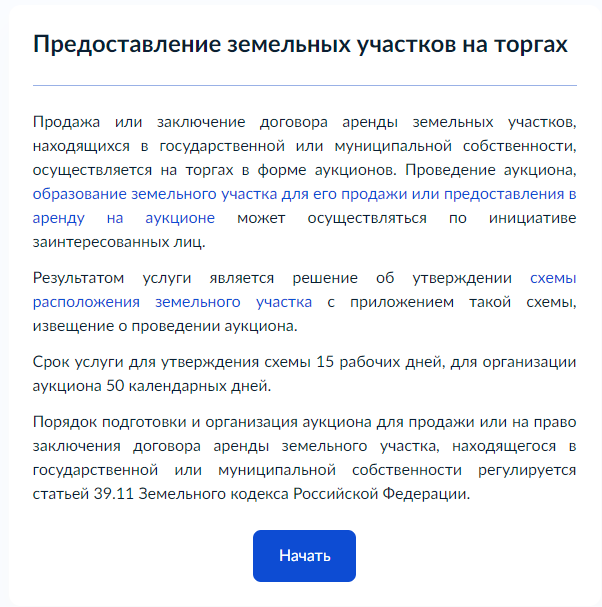 Предоставление земельных участков на торгах
Продажа или заключение договора аренды земельных участков,
находящихся в государственной или муниципальной собственности,
осуществляется на торгах в форме аукционов. Проведение аукциона,
образование земельного участка для его продажи или предоставления в
аренду на аукционе может осуществляться по инициативе
заинтересованных лиц.
Результатом услуги является решение об утверждении схемы
расположения земельного участка с приложением такой схемы,
извещение о проведении аукциона.
Срок услуги для утверждения схемы 15 рабочих дней, для организации
аукциона 50 календарных дней.
Порядок подготовки и организация аукциона для продажи или на право
заключения договора аренды земельного участка, находящегося в
государственной или муниципальной собственности регулируется
статьей 39.11 Земельного кодекса Российской Федерации.
Начать